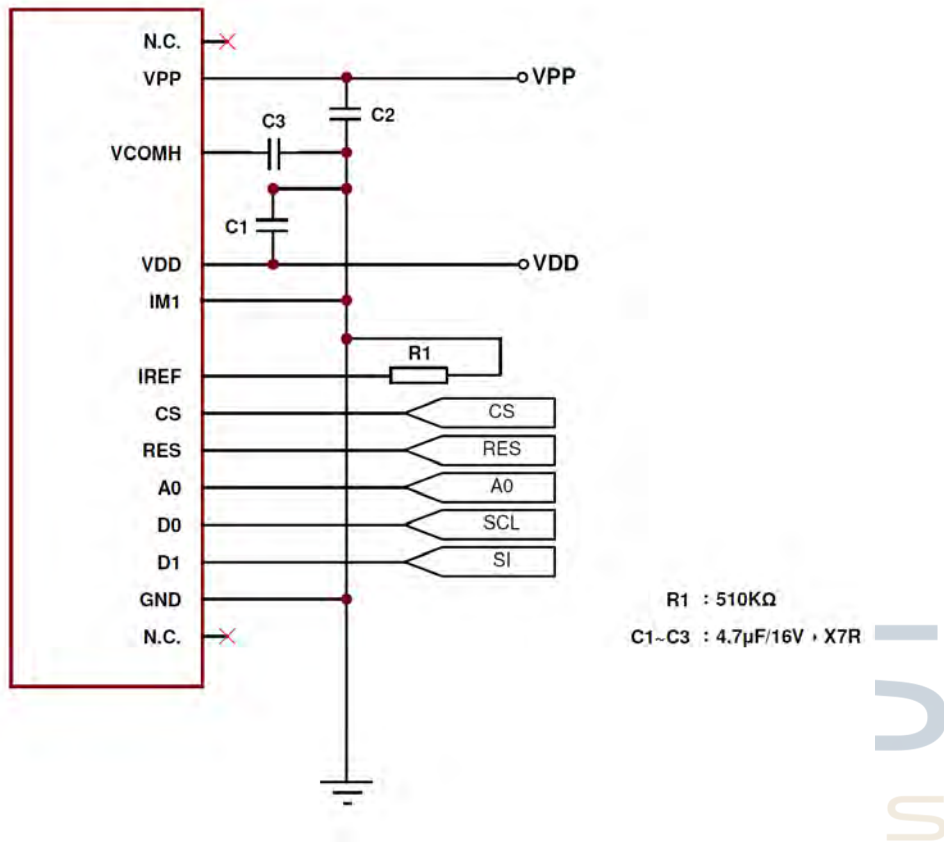 N.C.
VPP
VPP
C2
C3
VCOMH
C1
VDD
VDD
IM1
R1
IREF
CS
CS
RES
RES
A0
A0
D0
SCL
D1
SI
GND
R1 : 510KΩ
N.C.
C1~C3 : 4.7μF/16V , X7R